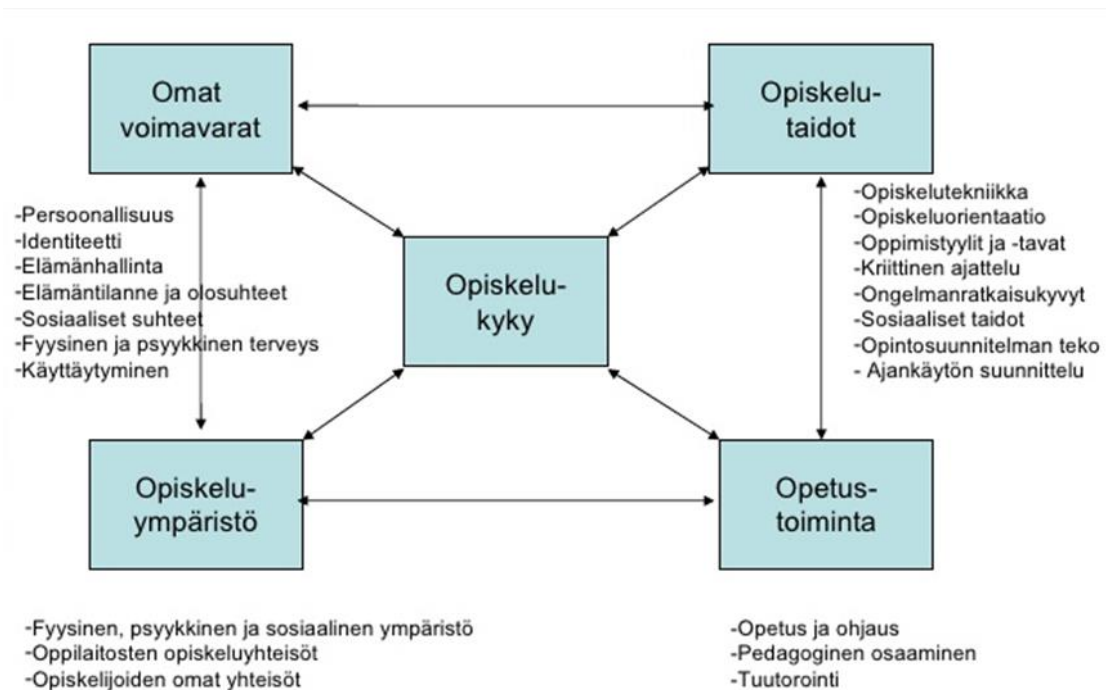 Omat
voimavarat
Opiskelu-
taidot
-Persoonallisuus
-Identiteetti
-Elämänhallinta
-Elämäntilanne ja olosuhteet
-Sosiaaliset suhteet
-Fyysinen ja psyykkinen terveys
-Käyttäytyminen
Opiskelu-
kyky
-Opiskelutekniikka
-Opiskeluorientaatio
-Oppimistyylit ja -tavat
-Kriittinen ajattelu
-Ongelmanratkaisukyvyt
-Sosiaaliset taidot
-Opintosuunnitelman teko
- Ajankäytön suunnittelu
Opiskelu-
ympäristö
Opetus-
toiminta
-Fyysinen, psyykkinen ja sosiaalinen ympäristö
-Oppilaitosten opiskeluyhteisöt
-Opiskelijoiden omat yhteisöt
-Opetus ja ohjaus
-Pedagoginen osaaminen
-Tuutorointi